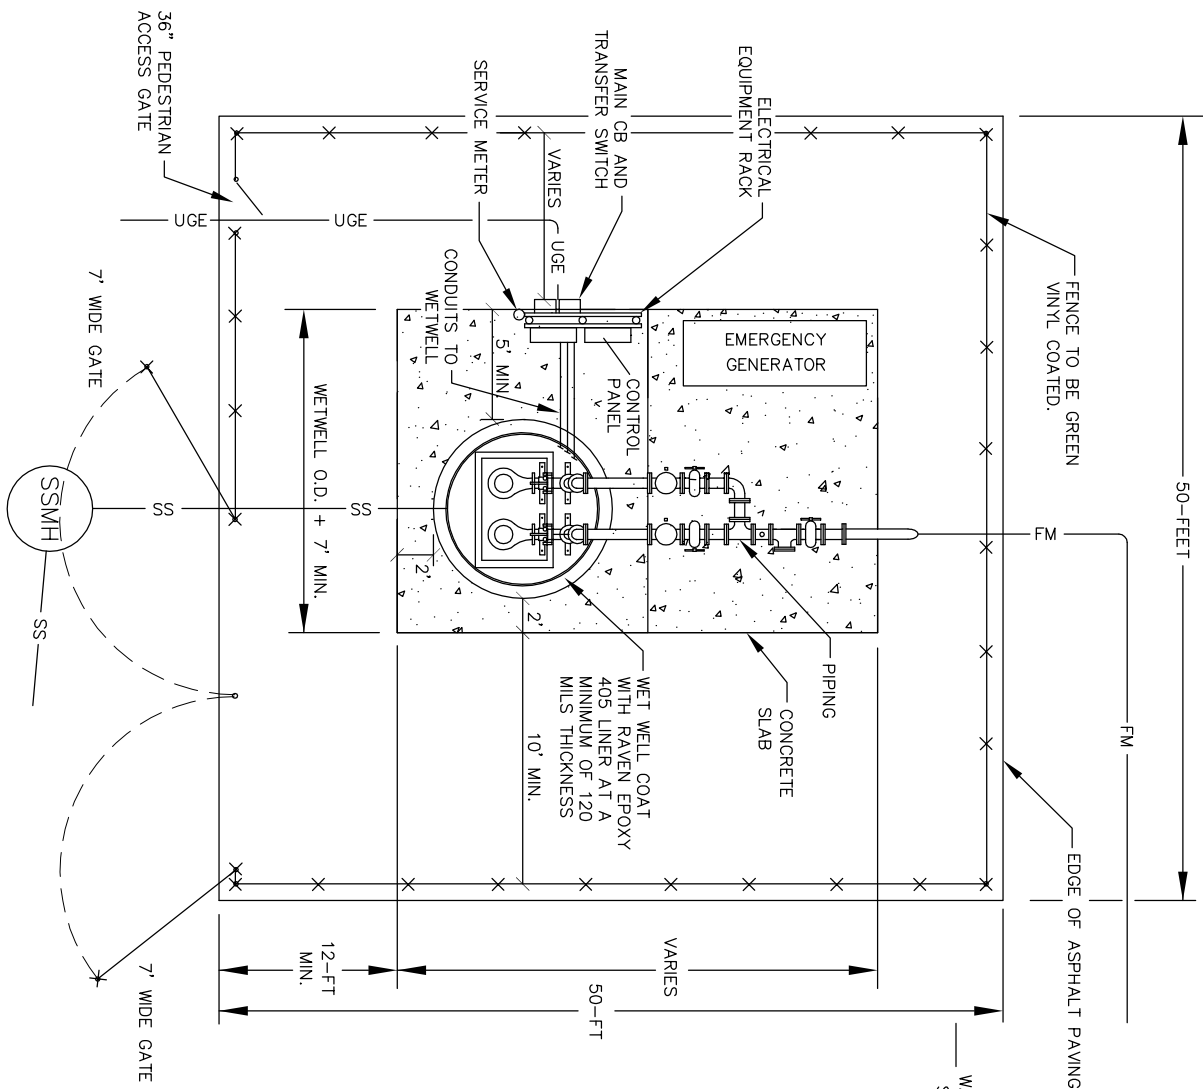 50-FEET
FM
FM
FENCE TO BE GREEN
VINYL COATED.
EDGE OF ASPHALT PAVING
ELECTRICAL
EQUIPMENT RACK
MAIN CB AND
TRANSFER SWITCH
SERVICE METER
36" PEDESTRIAN
ACCESS GATE
VARIES
UGE
UGE
UGE
EMERGENCY
GENERATOR
CONTROL
PANEL
CONDUITS TO
WETWELL
5' MIN
PIPING
CONCRETE
SLAB
WET WELL COAT
WITH RAVEN EPOXY
405 LINER AT A
MINIMUM OF 120
MILS THICKNESS
2'
10' MIN.
2'
WETWELL O.D. + 7' MIN.
7' WIDE GATE
SS
SS
SSMH
SS
7' WIDE GATE
12-FT
MIN.
VARIES
50-FT